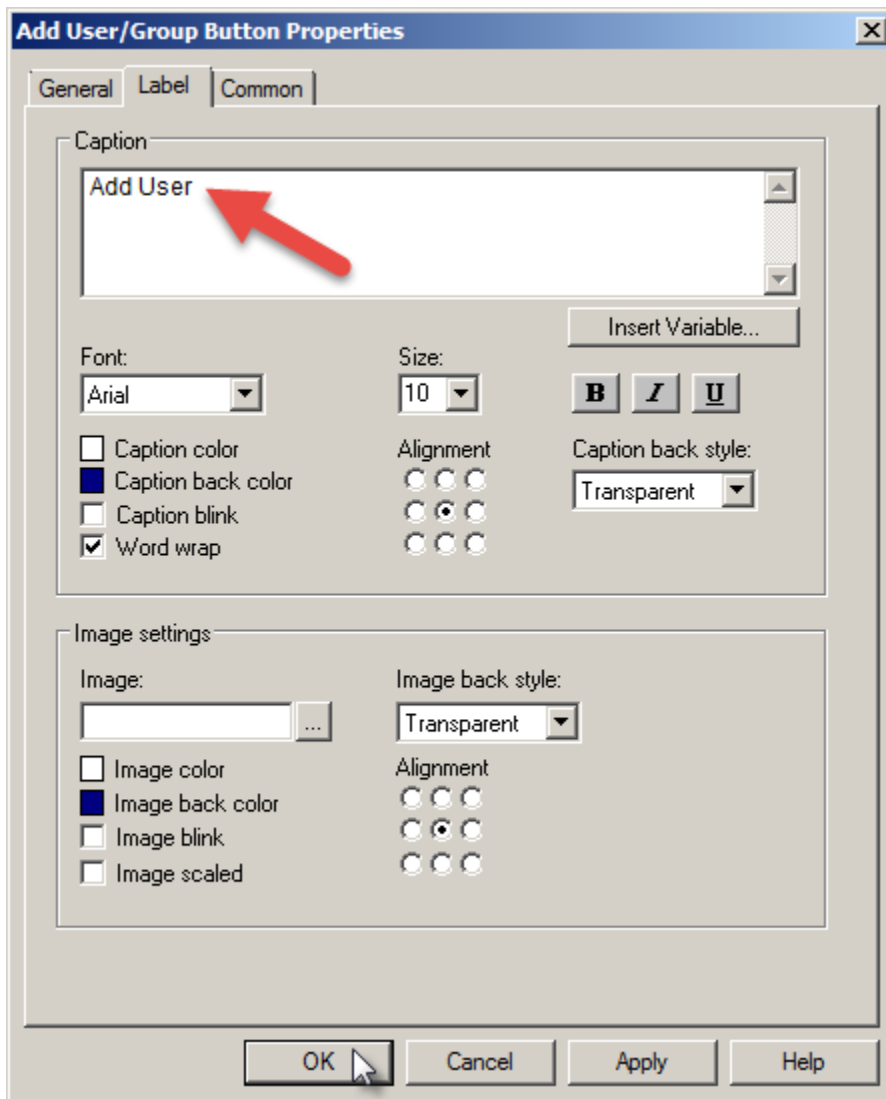 Add User/Group Button Properties
General Label Common
Caption
Add User
Insert Variable...
Font: Size:
Arial 10 B I U
Caption color Alignment Caption back style:
Caption back color Transparent
Caption blink
Word wrap
Image settings
Image: Image back style:
... Transparent
Image color Alignment
Image back color
Image blink
Image scaled
OK Cancel Apply Help